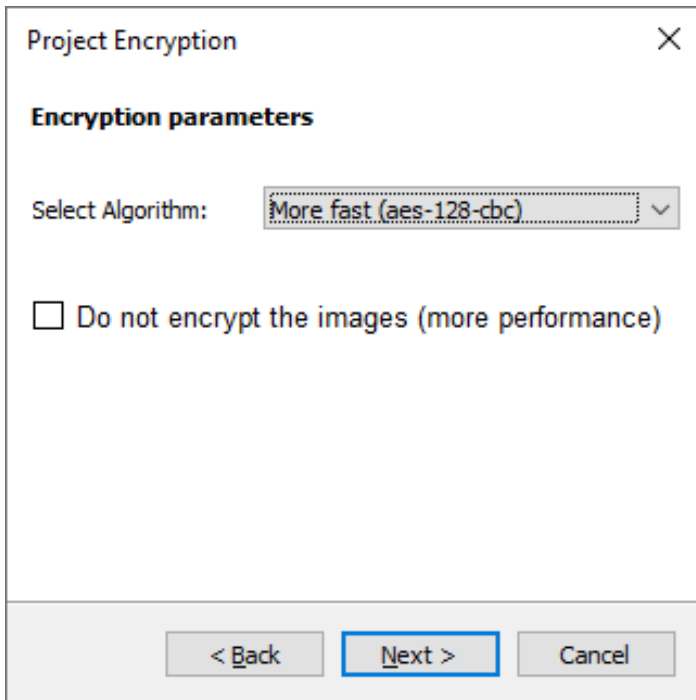 Project Encryption
Encryption parameters
Select Algorithm: More fast (aes-128-cbc)
Do not encrypt the images (more performance)
< Back Next > Cancel